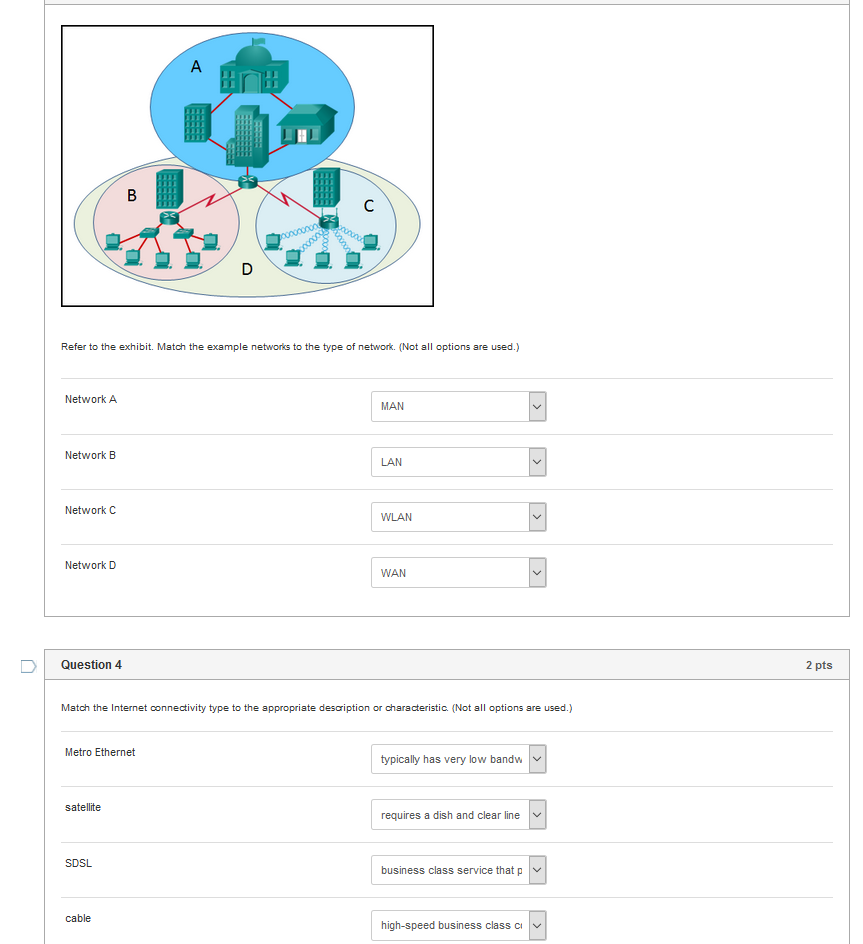 A
B
C
D
Refer to the exhibit. Match the example networks to the type of network. (Not all options are used.)
Network A
MAN
Network B
LAN
Network C
WLAN
Network D
WAN
Question 4
2 pts
Match the Internet connectivity type to the appropriate description or characteristic. (Not all options are used.)
Metro Ethernet
typically has very low bandw
satellite
requires a dish and clear line
SDSL
business class service that p
cable
high-speed business class c